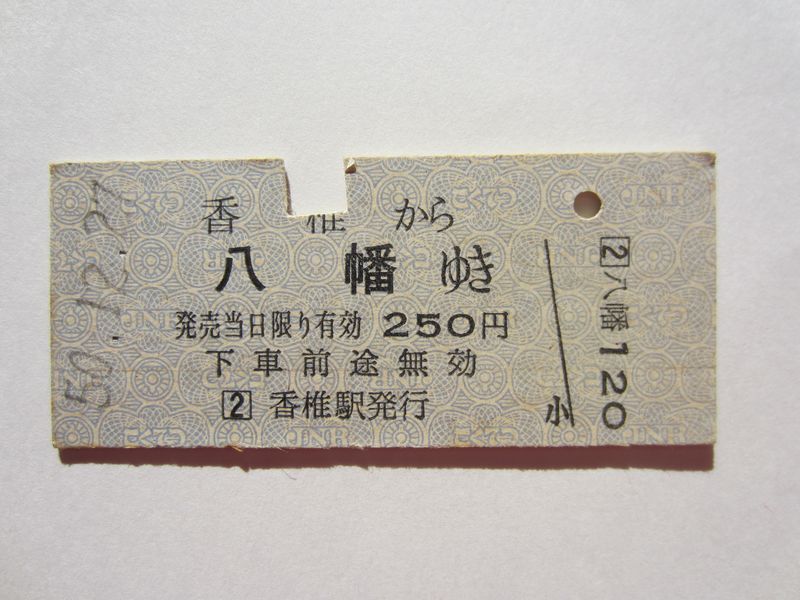 50.12.27
香椎から
八幡ゆき
発売当日限り有効 250円
下車前途無効
2 香椎駅発行
小
2 八幡 120